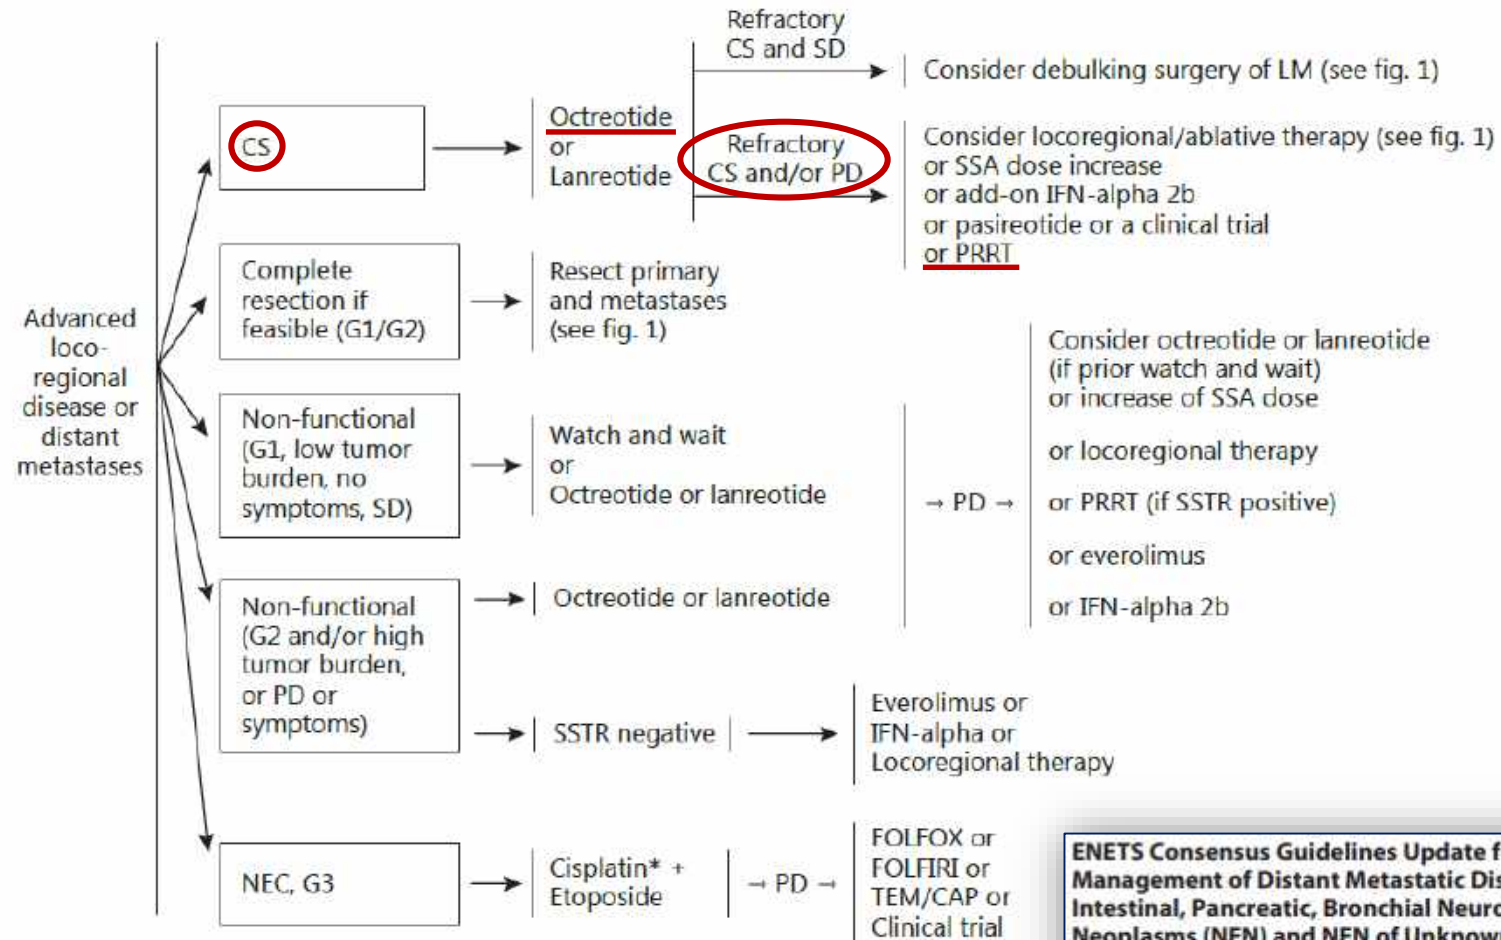 Advanced
loco-
regional
disease or
distant
metastases
CS
Octreotide
or
Lanreotide
Refractory
CS and SD
Consider debulking surgery of LM (see fig. 1)
Refractory
CS and/or PD
Consider locoregional/ablative therapy (see fig. 1)
or SSA dose increase
or add-on IFN-alpha 2b
or pasireotide or a clinical trial
or PRRT
Complete
resection if
feasible (G1/G2)
Resect primary
and metastases
(see fig. 1)
Non-functional
(G1, low tumor
burden, no
symptoms, SD)
Watch and wait
or
Octreotide or lanreotide
Non-functional
(G2 and/or high
tumor burden,
or PD or
symptoms)
Octreotide or lanreotide
→ PD →
Consider octreotide or lanreotide
(if prior watch and wait)
or increase of SSA dose
or locoregional therapy
or PRRT (if SSTR positive)
or everolimus
or IFN-alpha 2b
SSTR negative
Everolimus or
IFN-alpha or
Locoregional therapy
NEC, G3
Cisplatin* +
Etoposide
→ PD →
FOLFOX or
FOLFIRI or
TEM/CAP or
Clinical trial
ENETS Consensus Guidelines Update f
Management of Distant Metastatic Dis
Intestinal, Pancreatic, Bronchial Neuro
Neoplasms (NEN) and NEN of Unknown